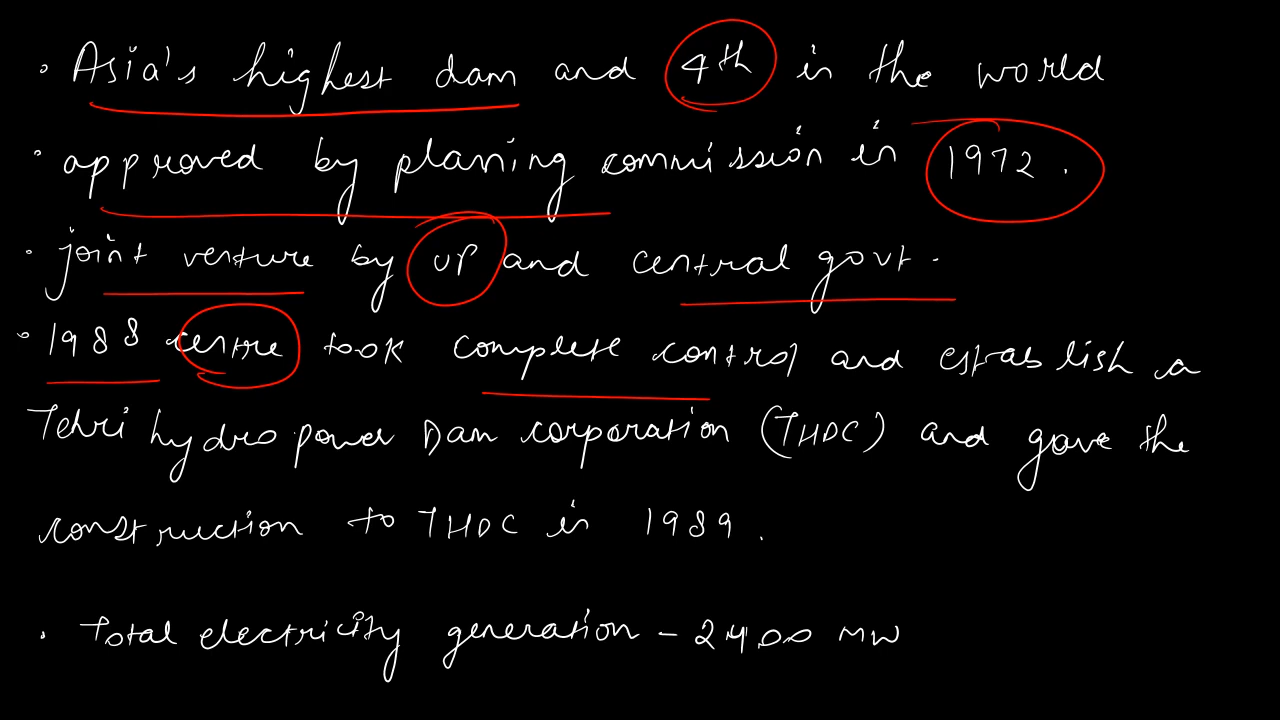 • Asia's highest dam and 4th in the world
• approved by planing commission in 1972.
• joint venture by UP and central govt.
• 1988 centre took complete control and establish a
Tehri hydro power Dam corporation (THDC) and gave the
construction to THDC in 1989.
• Total electricity generation - 2400 MW